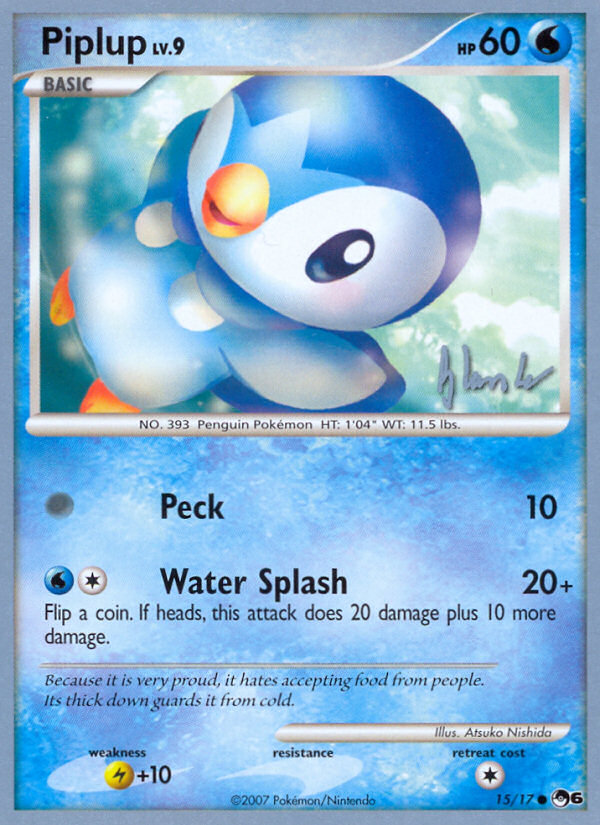 Piplup LV.9 HP 60
BASIC
NO. 393 Penguin Pokémon HT: 1'04" WT: 11.5 lbs.
Peck 10
Water Splash 20+
Flip a coin. If heads, this attack does 20 damage plus 10 more
damage.
Because it is very proud, it hates accepting food from people.
Its thick down guards it from cold.
Illus. Atsuko Nishida
weakness resistance retreat cost
+10
©2007 Pokémon/Nintendo 15/17 6